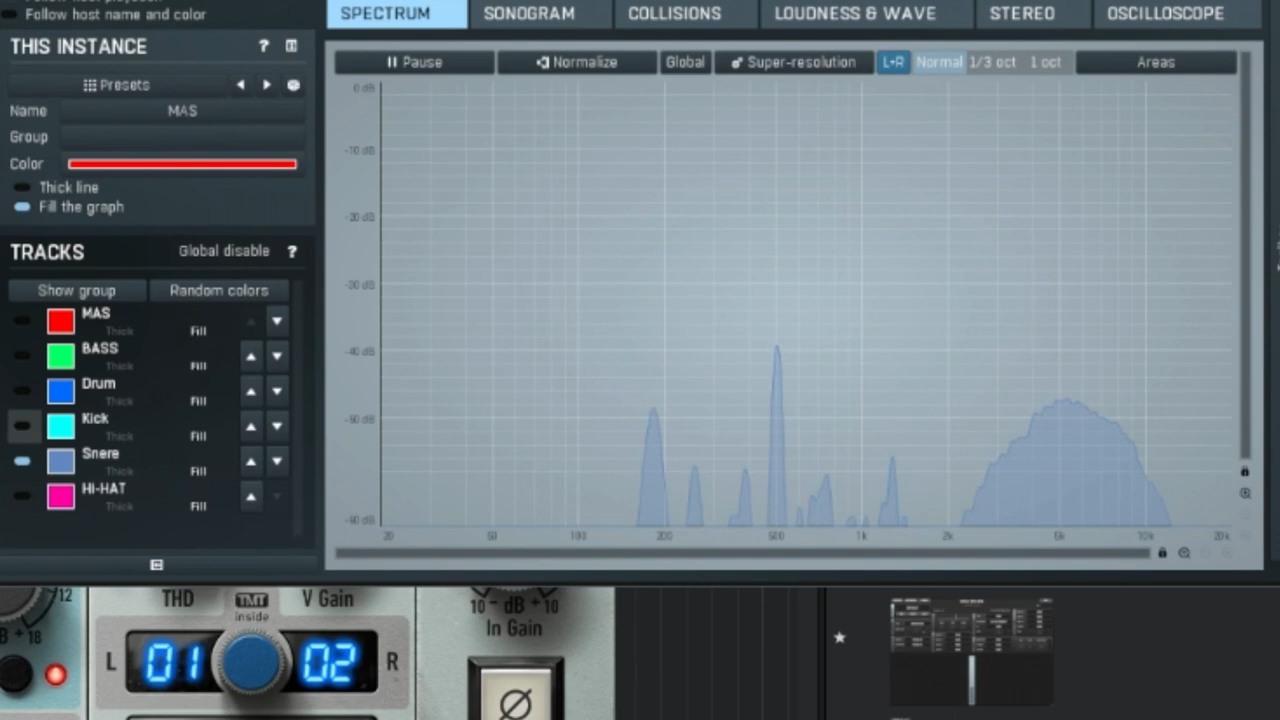 Follow host name and color
THIS INSTANCE ?
Presets
Name MAS
Group
Color
Thick line
Fill the graph
TRACKS Global disable ?
Show group Random colors
MAS
Thick Fill
BASS
Thick Fill
Drum
Thick Fill
Kick
Thick Fill
Snere
Thick Fill
HI-HAT
Thick Fill
SPECTRUM SONOGRAM COLLISIONS LOUDNESS & WAVE STEREO OSCILLOSCOPE
Pause Normalize Global Super-resolution L+R Normal 1/3 oct 1 oct Areas
0 dB
-10 dB
-20 dB
-30 dB
-40 dB
20 50 100 200 500 1k 2k 5k 10k 20k
12
B + 18
THD TMT V Gain
inside
L 01 02 R
10 - dB + 10
In Gain